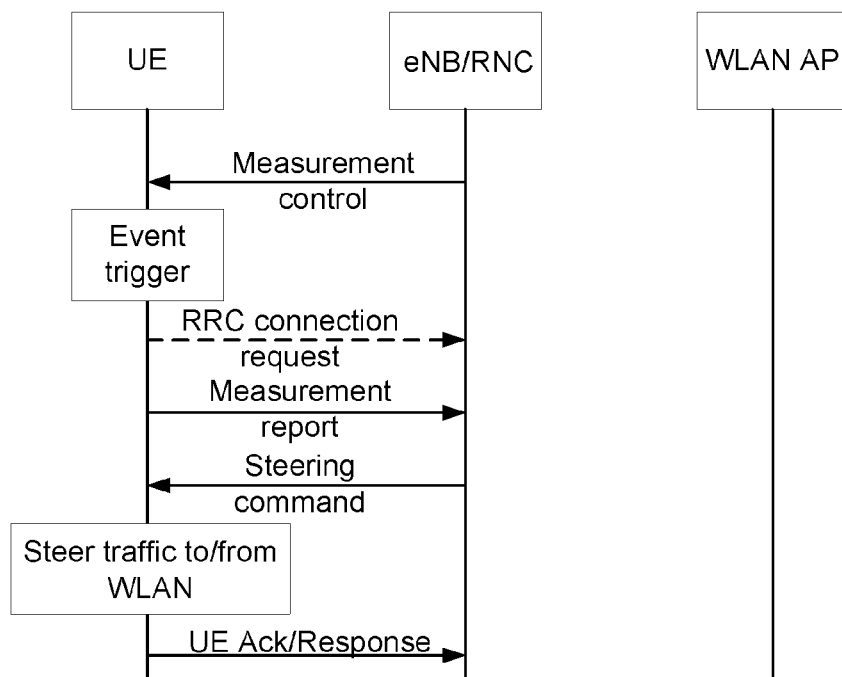 UE
eNB/RNC
WLAN AP
Measurement
control
Event
trigger
RRC connection
request
Measurement
report
Steering
command
Steer traffic to/from
WLAN
UE Ack/Response